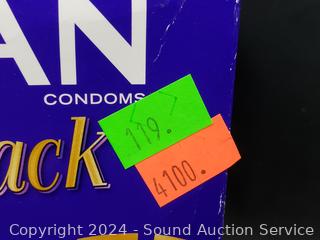 AN
CONDOMS
ack
119.
4100.
Copyright 2024 - Sound Auction Service